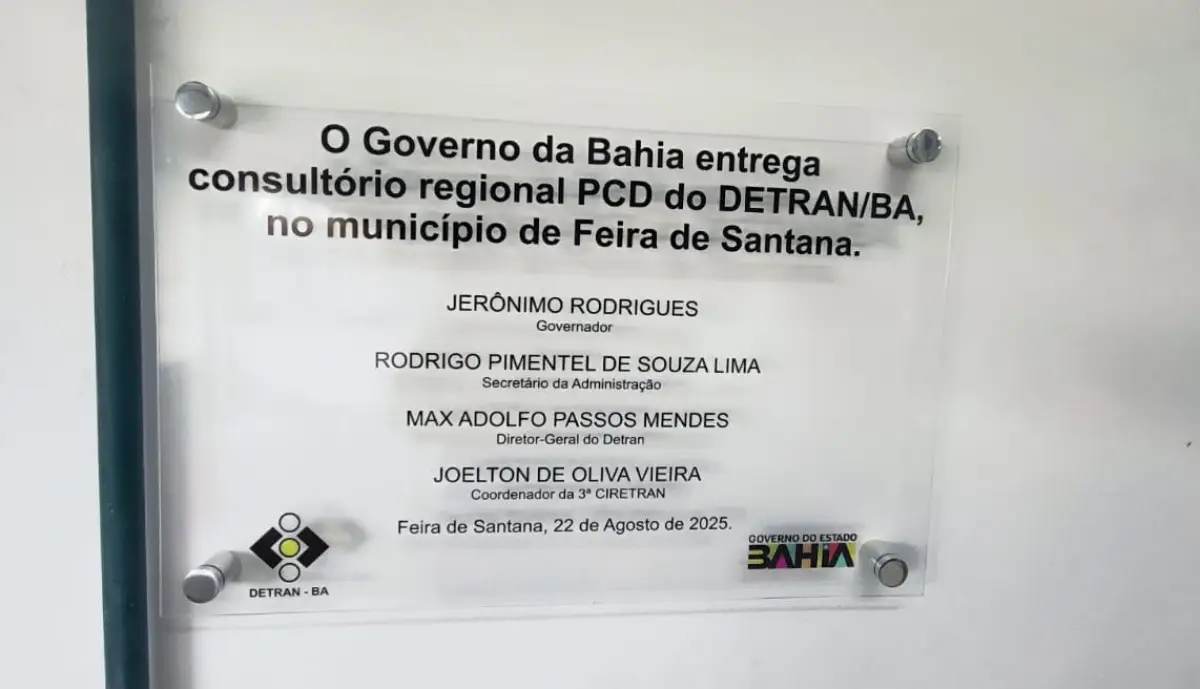 O Governo da Bahia entrega
consultório regional PCD do DETRAN/BA,
no município de Feira de Santana.
JERÔNIMO RODRIGUES
Governador
RODRIGO PIMENTEL DE SOUZA LIMA
Secretário da Administração
MAX ADOLFO PASSOS MENDES
Diretor-Geral do Detran
JOELTON DE OLIVA VIEIRA
Coordenador da 3ª CIRETRAN
Feira de Santana, 22 de Agosto de 2025.
DETRAN - BA
GOVERNO DO ESTADO
BAHIA